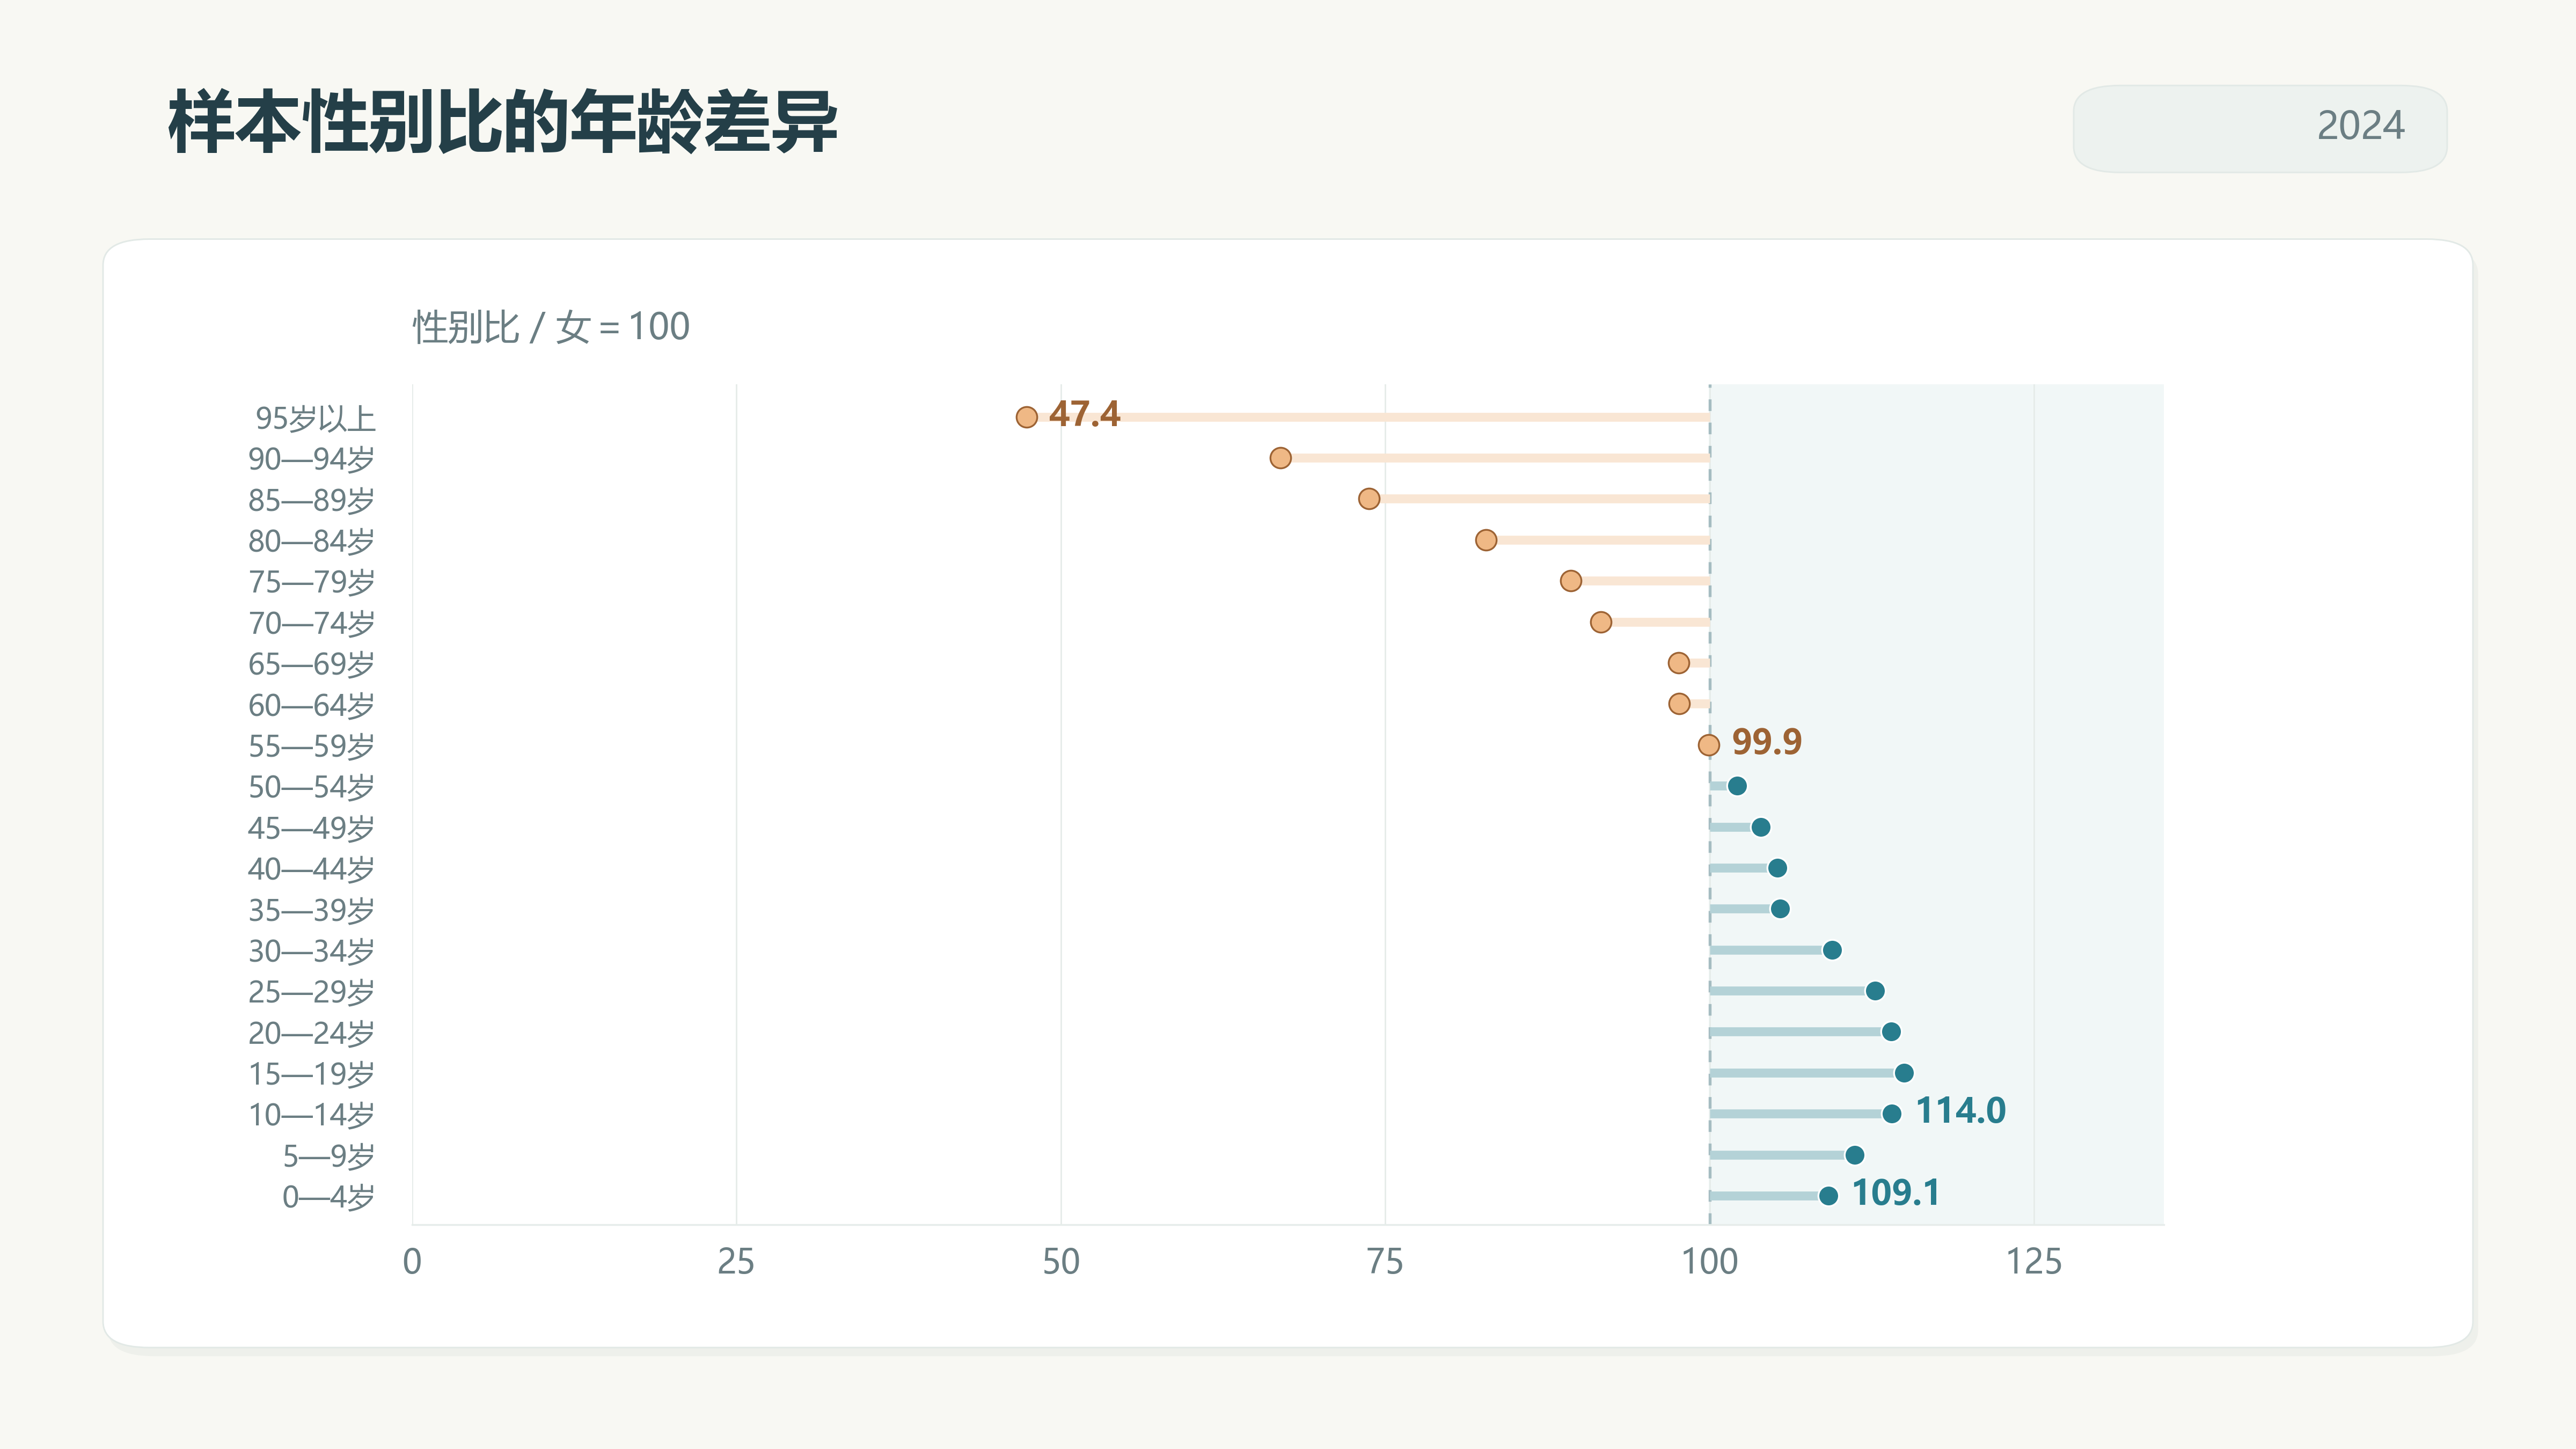 样本性别比的年龄差异
2024
性别比 / 女 = 100
95岁以上
47.4
90—94岁
85—89岁
80—84岁
75—79岁
70—74岁
65—69岁
60—64岁
55—59岁
99.9
50—54岁
45—49岁
40—44岁
35—39岁
30—34岁
25—29岁
20—24岁
15—19岁
10—14岁
114.0
5—9岁
0—4岁
109.1
0 25 50 75 100 125